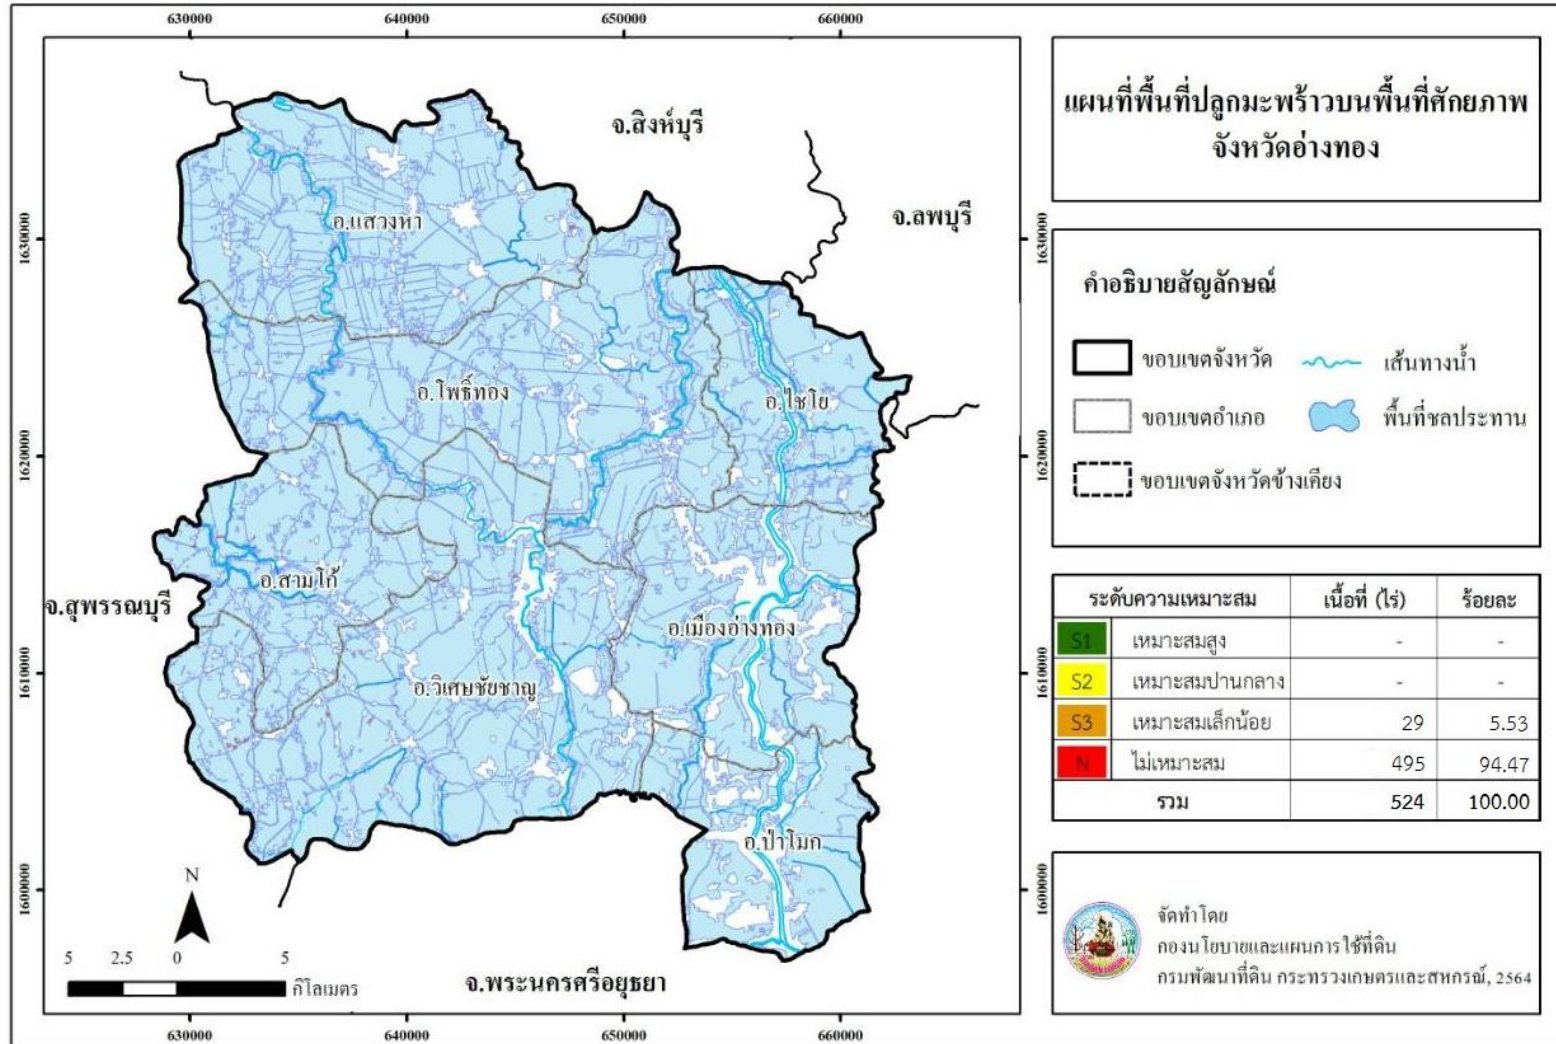 630000 640000 650000 660000
แผนที่พื้นที่ปลูกมะพร้าวบนพื้นที่ศักยภาพ
จังหวัดอ่างทอง
จ.สิงห์บุรี
จ.ลพบุรี
อ.แสวงหา
1630000 1630000 1630000
คำอธิบายสัญลักษณ์
ขอบเขตจังหวัด เส้นทางน้ำ
ขอบเขตอำเภอ พื้นที่ชลประทาน
ขอบเขตจังหวัดข้างเคียง
อ.โพธิ์ทอง
อ.ไชโย
1620000 1620000
อ.สามโก้
จ.สุพรรณบุรี
อ.เมืองอ่างทอง
อ.วิเศษชัยชาญ
1610000 1610000
ระดับความเหมาะสม เนื้อที่ (ไร่) ร้อยละ
S1 เหมาะสมสูง - -
S2 เหมาะสมปานกลาง - -
S3 เหมาะสมเล็กน้อย 29 5.53
N ไม่เหมาะสม 495 94.47
รวม 524 100.00
อ.ป่าโมก
1600000 1600000
N
5 2.5 0 5
กิโลเมตร
จ.พระนครศรีอยุธยา
จัดทำโดย
กองนโยบายและแผนการใช้ที่ดิน
กรมพัฒนาที่ดิน กระทรวงเกษตรและสหกรณ์, 2564
630000 640000 650000 660000